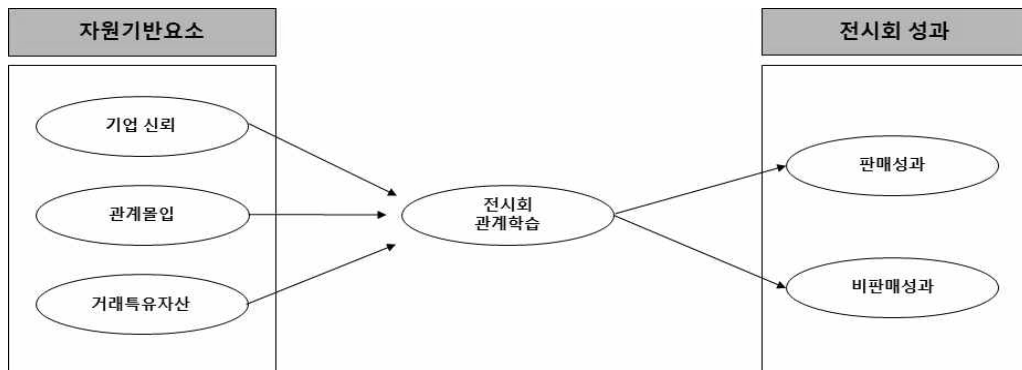 자원기반요소
기업 신뢰
관계몰입
거래특유자산
전시회
관계학습
전시회 성과
판매성과
비판매성과